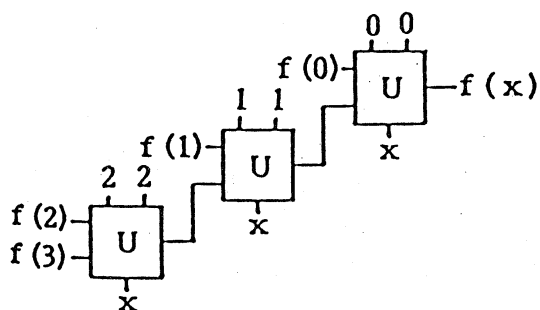 0 0
f(0) U f(x)
1 1 x
f(1) U
2 2 x
f(2) U
f(3)
x